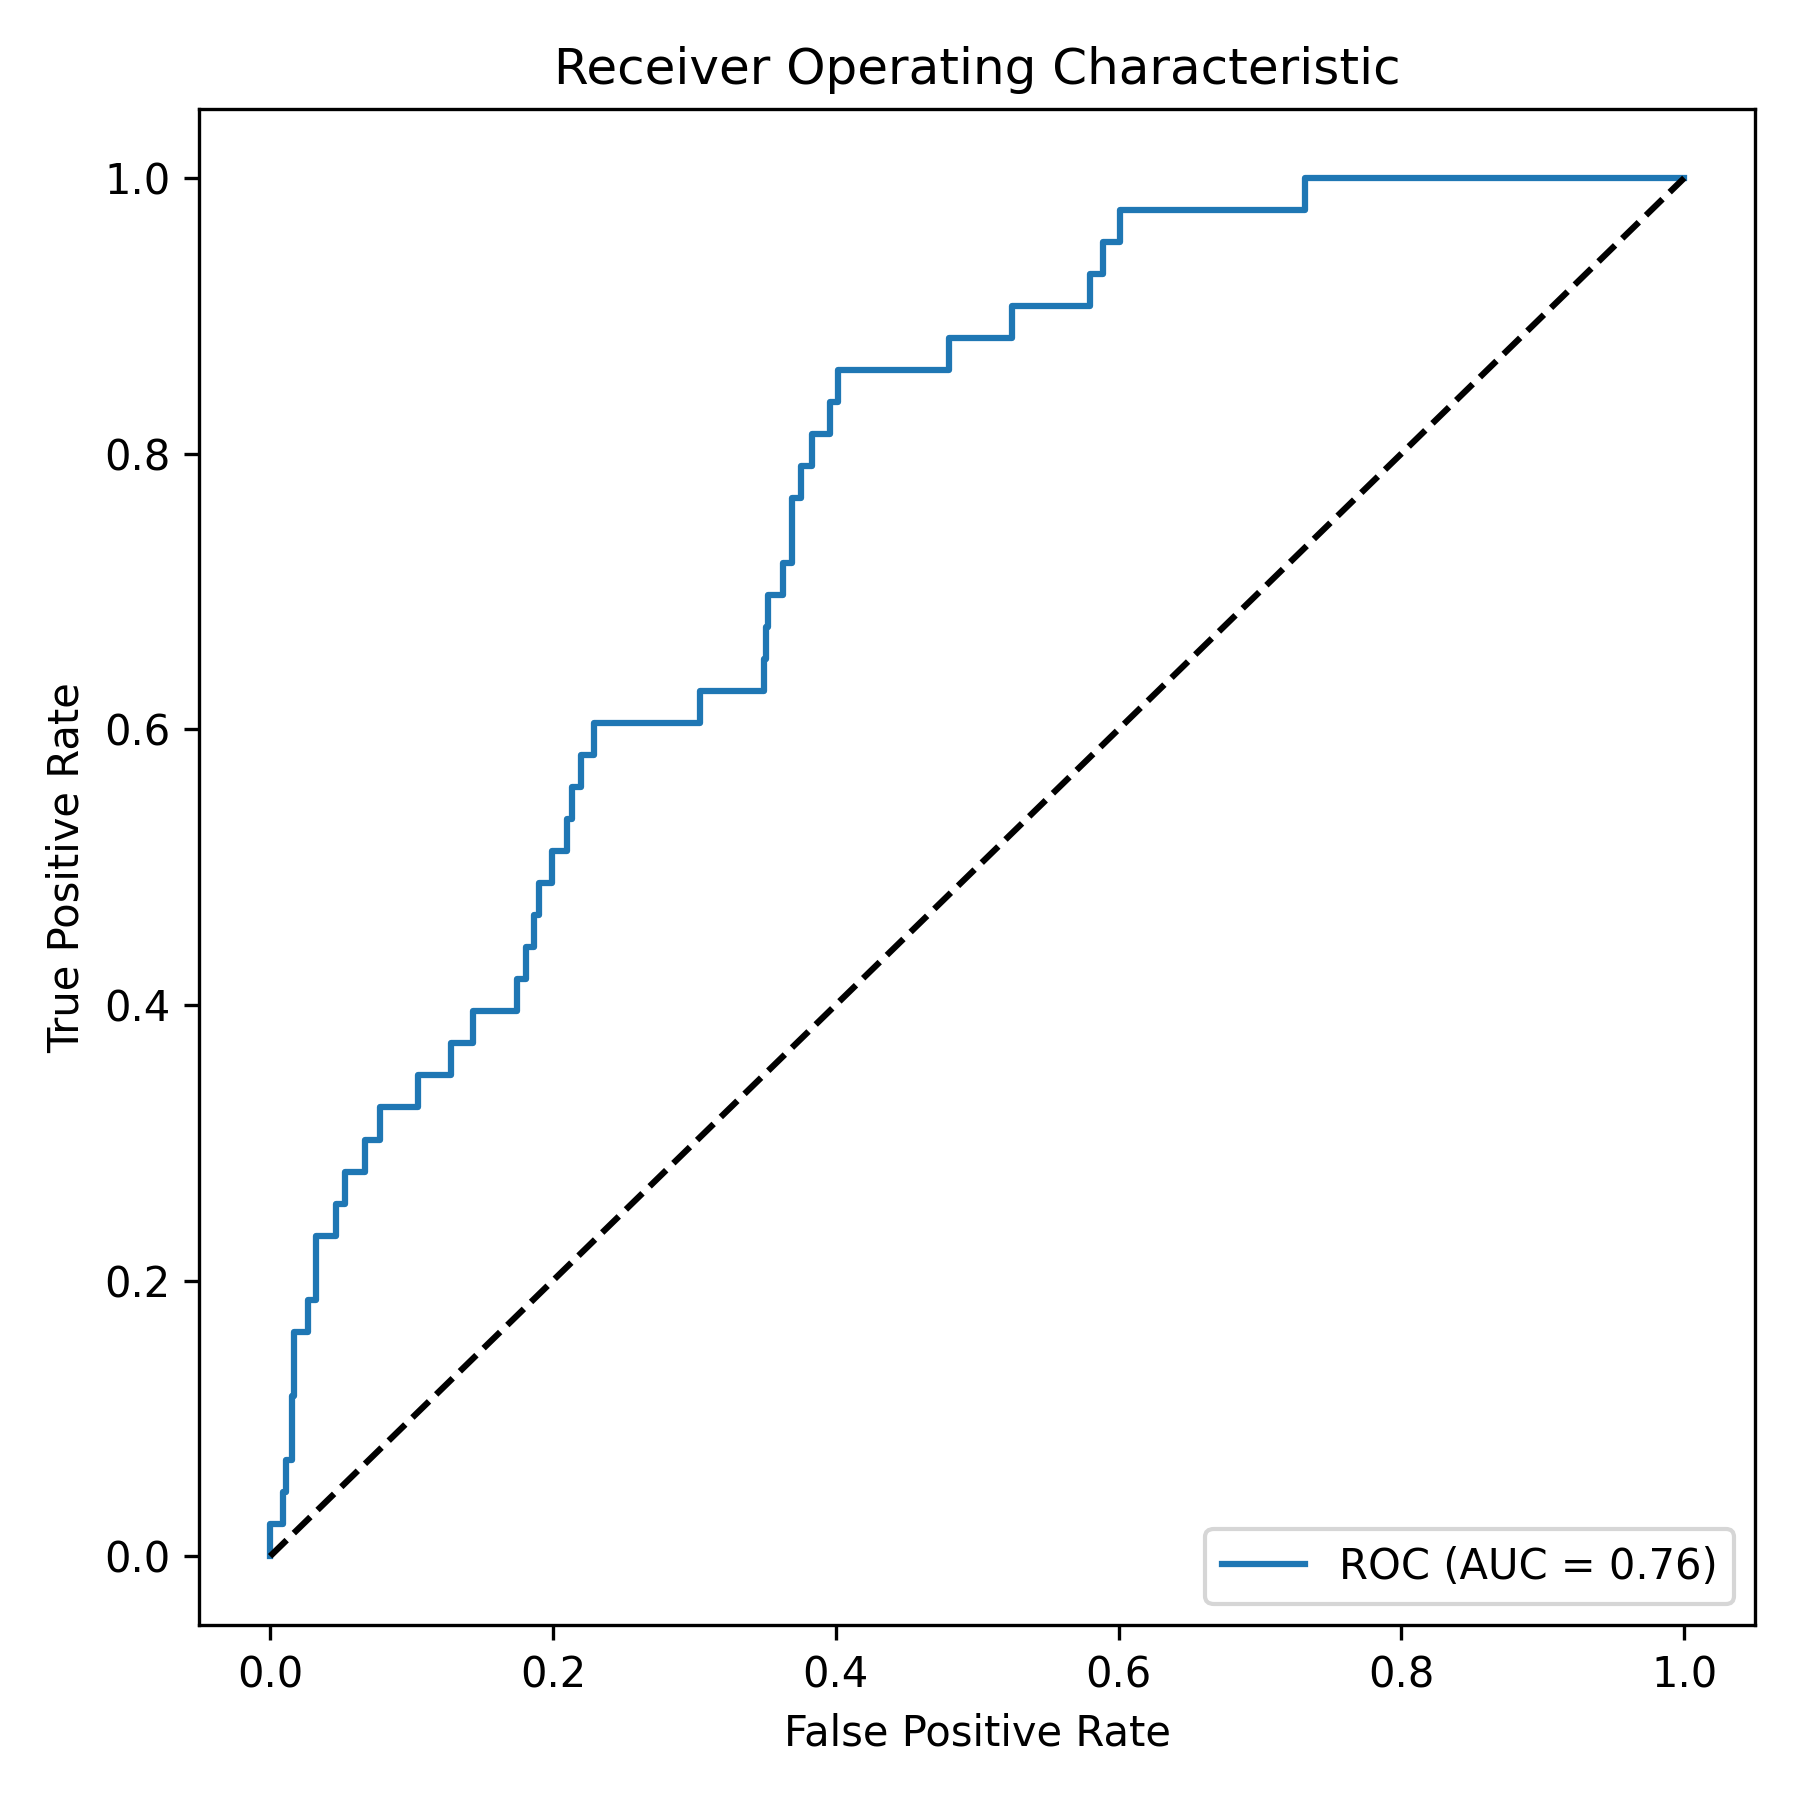 Receiver Operating Characteristic
True Positive Rate
1.0
0.8
0.6
0.4
0.2
0.0
ROC (AUC = 0.76)
0.0 0.2 0.4 0.6 0.8 1.0
False Positive Rate